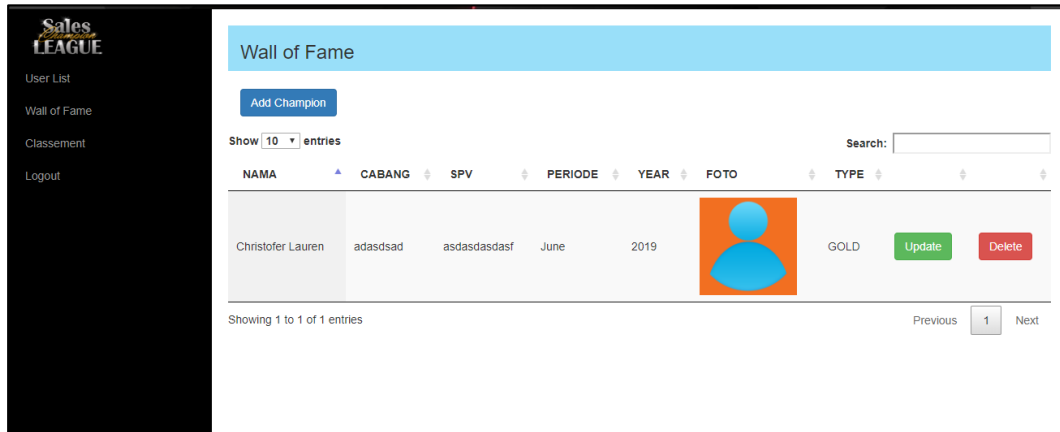 Sales
Champion
LEAGUE
User List
Wall of Fame
Classement
Logout
Wall of Fame
Add Champion
Show 10 entries
Search:
NAMA CABANG SPV PERIODE YEAR FOTO TYPE
Christofer Lauren adasdsad asdasdasdasf June 2019 GOLD Update Delete
Showing 1 to 1 of 1 entries
Previous 1 Next